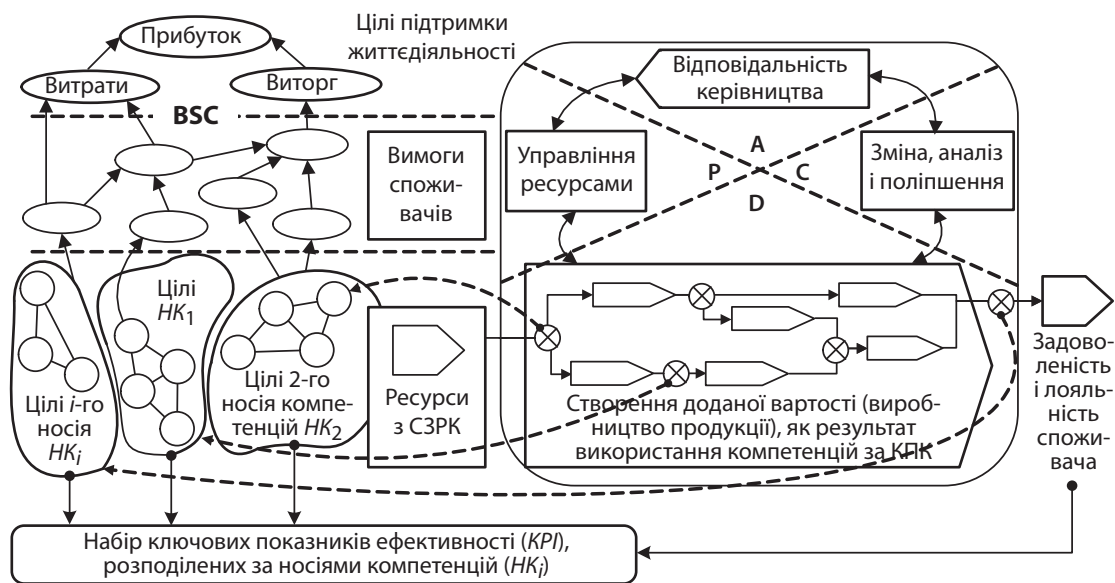 Прибуток
Витрати
Виторг
BSC
Цілі підтримки
життєдіяльності
Вимоги
спожи-
вачів
Відповідальність
керівництва
Управління
ресурсами
Зміна, аналіз
і поліпшення
A
P
C
D
Цілі
НК1
Цілі i-го
носія
НКi
Цілі 2-го
носія компе-
тенцій НК2
Ресурси
з СЗРК
Створення доданої вартості (вироб-
ництво продукції), як результат
використання компетенцій за КПК
Задово-
леність
і лояль-
ність
спожи-
вача
Набір ключових показників ефективності (KPI),
розподілених за носіями компетенцій (НКj)